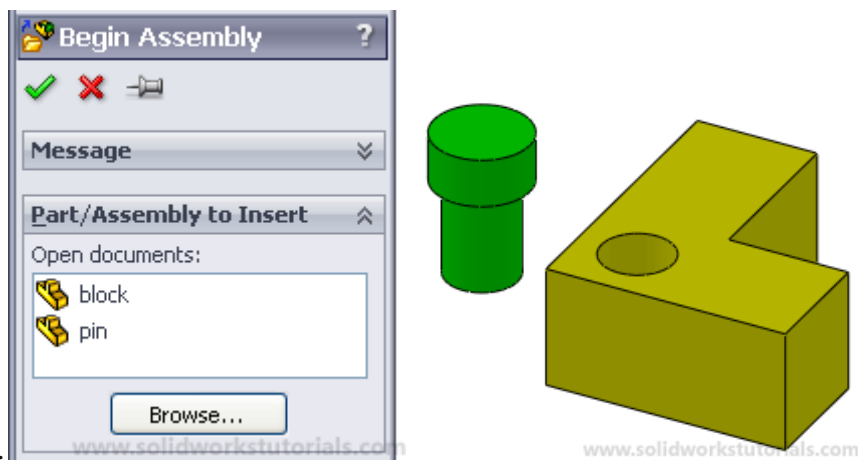 Begin Assembly ?
Message
Part/Assembly to Insert
Open documents:
block
pin
Browse...
www.solidworkstutorials.com
www.solidworkstutorials.com